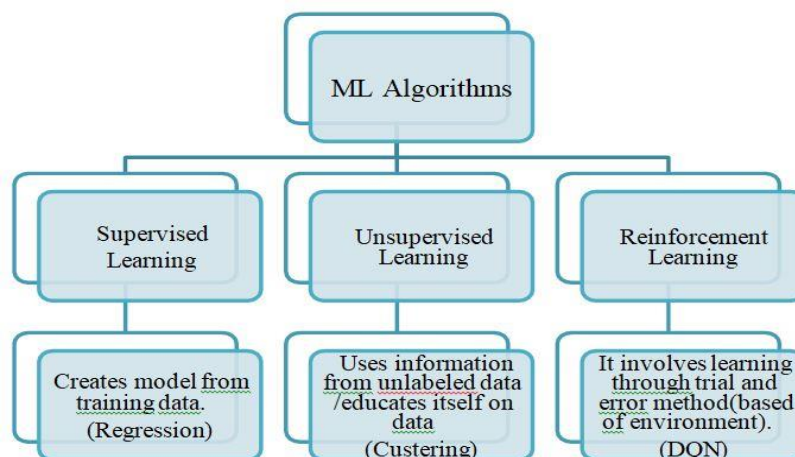 ML Algorithms
Supervised
Learning
Unsupervised
Learning
Reinforcement
Learning
Creates model from
training data.
(Regression)
Uses information
from unlabeled data
/educates itself on
data
(Custering)
It involves learning
through trial and
error method(based
of environment).
(DQN)